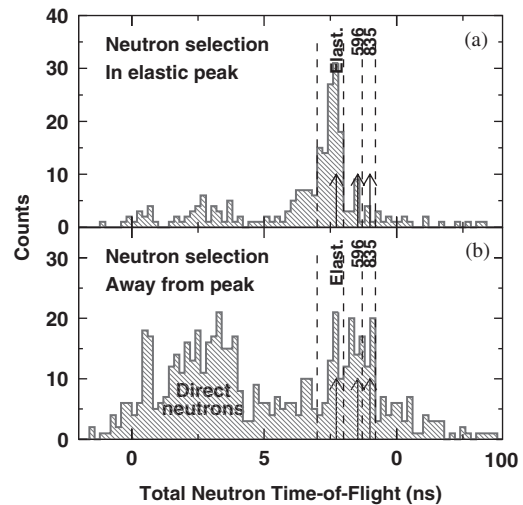 40
30
20
10
0
Neutron selection
In elastic peak
Elast.
596
835
(a)
Counts
30
20
10
0
Neutron selection
Away from peak
Elast.
596
835
(b)
Direct
neutrons
0 5 0 100
Total Neutron Time-of-Flight (ns)